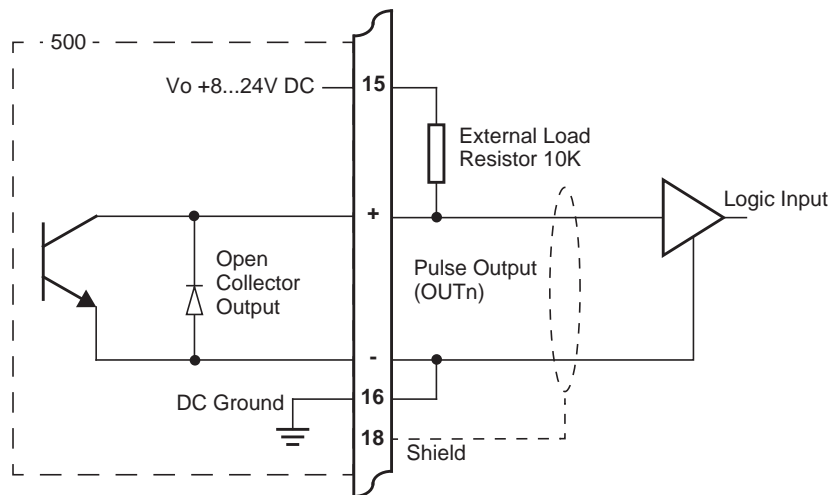 500
Vo +8...24V DC
15
External Load
Resistor 10K
Logic Input
+
Open
Collector
Output
Pulse Output
(OUTn)
-
DC Ground
16
18
Shield